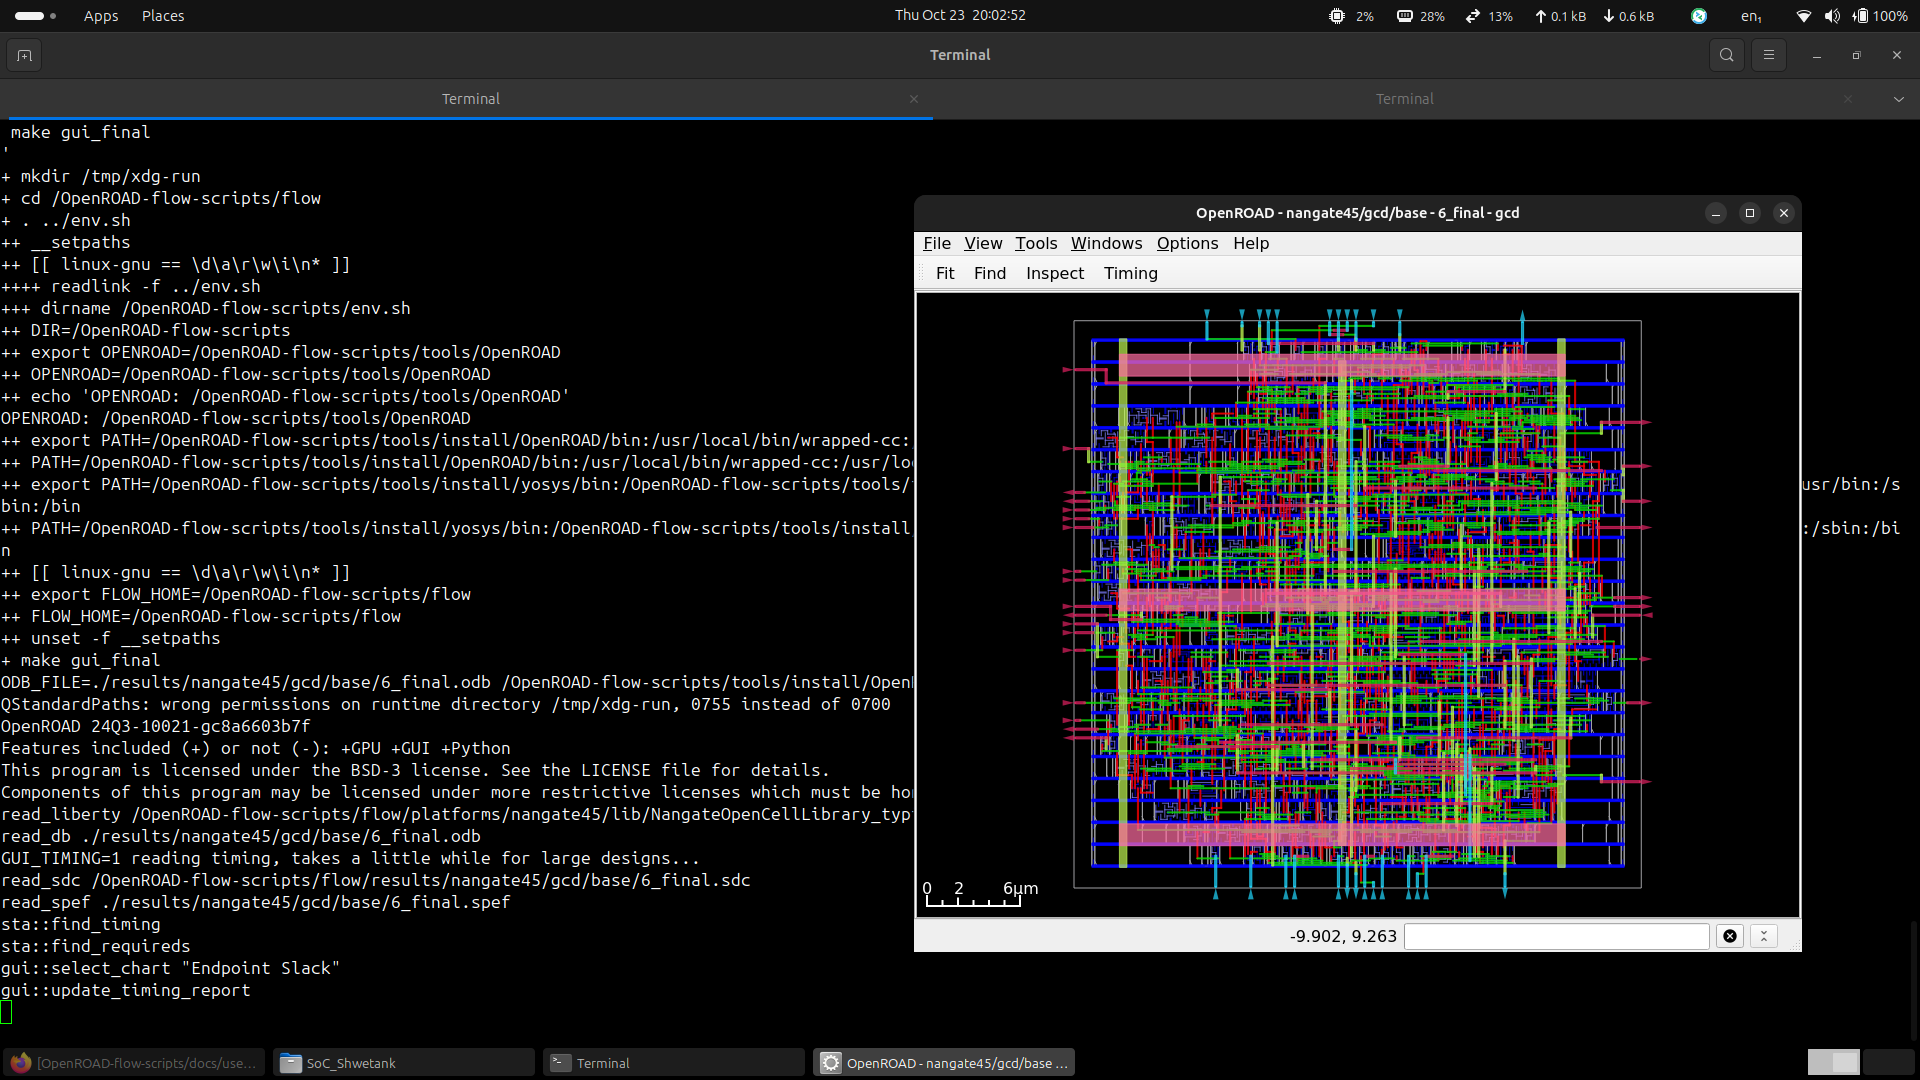 Apps Places Thu Oct 23 20:02:52 2% 28% 13% 0.1 kB 0.6 kB en₁ 100%
Terminal
Terminal Terminal
make gui_final
'
+ mkdir /tmp/xdg-run
+ cd /OpenROAD-flow-scripts/flow
+ . ../env.sh
++ __setpaths
++ [[ linux-gnu == \d\a\r\w\i\n* ]]
++++ readlink -f ../env.sh
+++ dirname /OpenROAD-flow-scripts/env.sh
++ DIR=/OpenROAD-flow-scripts
++ export OPENROAD=/OpenROAD-flow-scripts/tools/OpenROAD
++ OPENROAD=/OpenROAD-flow-scripts/tools/OpenROAD
++ echo 'OPENROAD: /OpenROAD-flow-scripts/tools/OpenROAD'
OPENROAD: /OpenROAD-flow-scripts/tools/OpenROAD
++ export PATH=/OpenROAD-flow-scripts/tools/install/OpenROAD/bin:/usr/local/bin/wrapped-cc:
++ PATH=/OpenROAD-flow-scripts/tools/install/OpenROAD/bin:/usr/local/bin/wrapped-cc:/usr/lo
++ export PATH=/OpenROAD-flow-scripts/tools/install/yosys/bin:/OpenROAD-flow-scripts/tools/ usr/bin:/s
bin:/bin
++ PATH=/OpenROAD-flow-scripts/tools/install/yosys/bin:/OpenROAD-flow-scripts/tools/install :/sbin:/bi
n
++ [[ linux-gnu == \d\a\r\w\i\n* ]]
++ export FLOW_HOME=/OpenROAD-flow-scripts/flow
++ FLOW_HOME=/OpenROAD-flow-scripts/flow
++ unset -f __setpaths
+ make gui_final
ODB_FILE=./results/nangate45/gcd/base/6_final.odb /OpenROAD-flow-scripts/tools/install/Open
QStandardPaths: wrong permissions on runtime directory /tmp/xdg-run, 0755 instead of 0700
OpenROAD 24Q3-10021-gc8a6603b7f
Features included (+) or not (-): +GPU +GUI +Python
This program is licensed under the BSD-3 license. See the LICENSE file for details.
Components of this program may be licensed under more restrictive licenses which must be ho
read_liberty /OpenROAD-flow-scripts/flow/platforms/nangate45/lib/NangateOpenCellLibrary_typ
read_db ./results/nangate45/gcd/base/6_final.odb
GUI_TIMING=1 reading timing, takes a little while for large designs...
read_sdc /OpenROAD-flow-scripts/flow/results/nangate45/gcd/base/6_final.sdc
read_spef ./results/nangate45/gcd/base/6_final.spef
sta::find_timing
sta::find_requireds
gui::select_chart "Endpoint Slack"
gui::update_timing_report
OpenROAD - nangate45/gcd/base - 6_final - gcd
File View Tools Windows Options Help
Fit Find Inspect Timing
0 2 6μm
-9.902, 9.263
[OpenROAD-flow-scripts/docs/use... SoC_Shwetank Terminal OpenROAD - nangate45/gcd/base ...